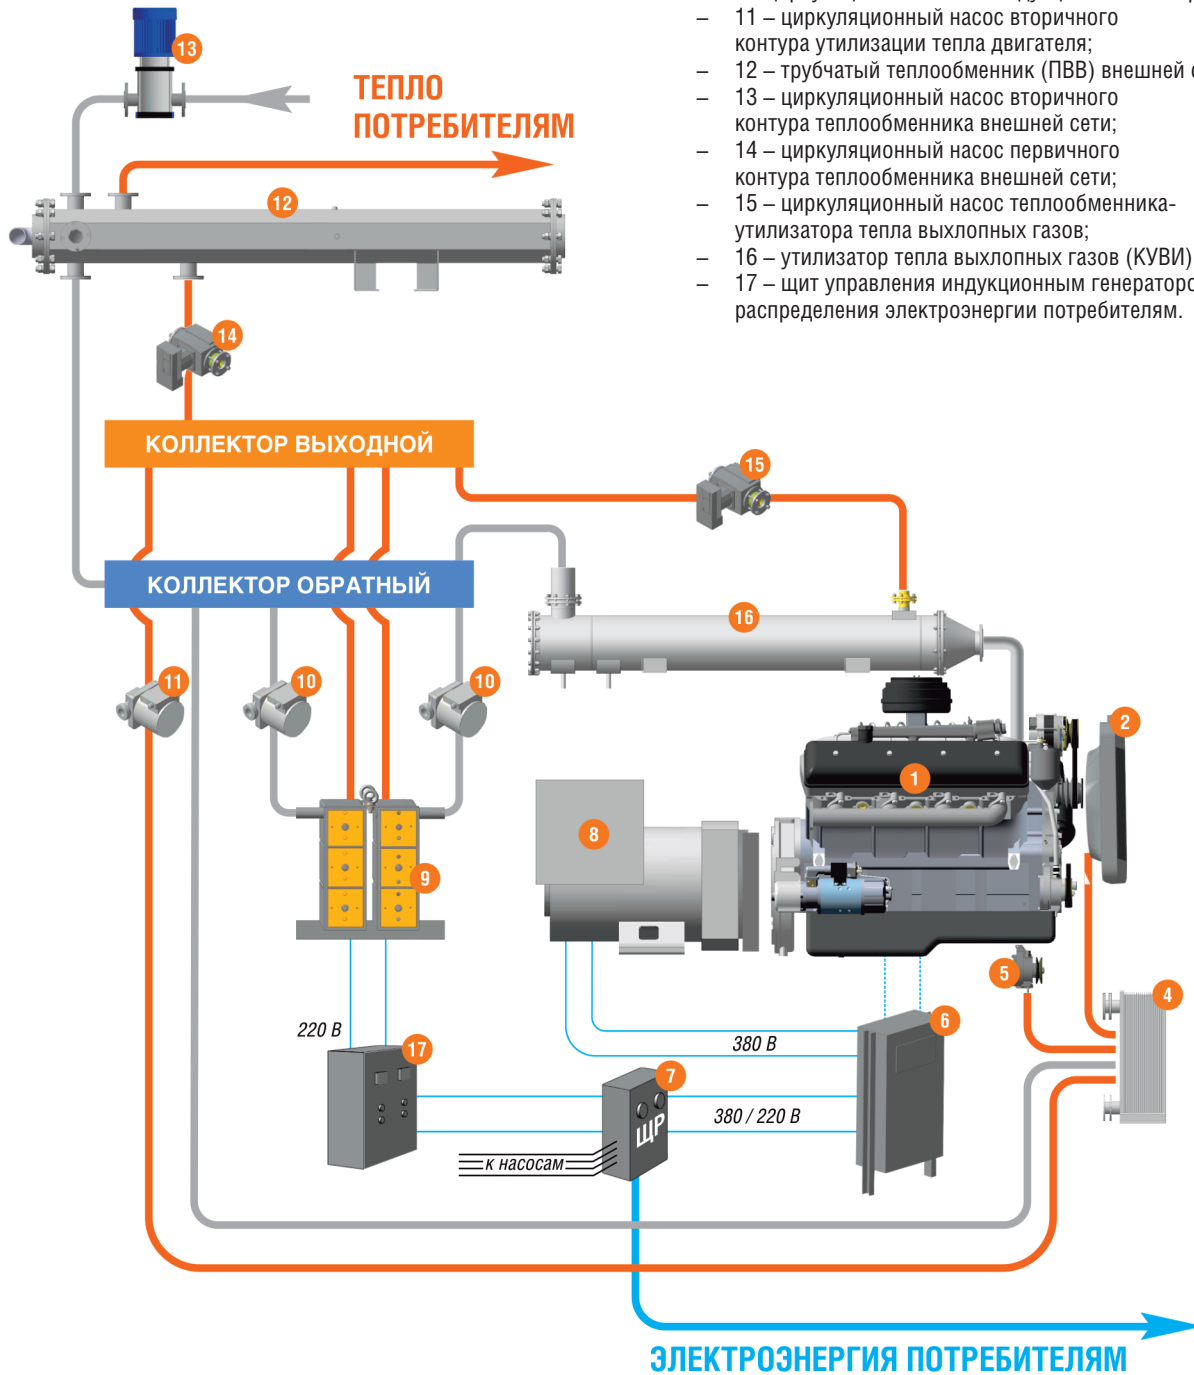 – 11 – циркуляционный насос вторичного
контура утилизации тепла двигателя;
– 12 – трубчатый теплообменник (ПВВ) внешней
– 13 – циркуляционный насос вторичного
контура теплообменника внешней сети;
– 14 – циркуляционный насос первичного
контура теплообменника внешней сети;
– 15 – циркуляционный насос теплообменника-
утилизатора тепла выхлопных газов;
– 16 – утилизатор тепла выхлопных газов (КУВИ)
– 17 – щит управления индукционным
распределения электроэнергии потребителям.
13
ТЕПЛО
ПОТРЕБИТЕЛЯМ
12
14
КОЛЛЕКТОР ВЫХОДНОЙ
15
КОЛЛЕКТОР ОБРАТНЫЙ
16
11
10
10
2
1
8
9
5
4
6
220 В
17
380 В
7
ЩР
380 / 220 В
к насосам
ЭЛЕКТРОЭНЕРГИЯ ПОТРЕБИТЕЛЯМ